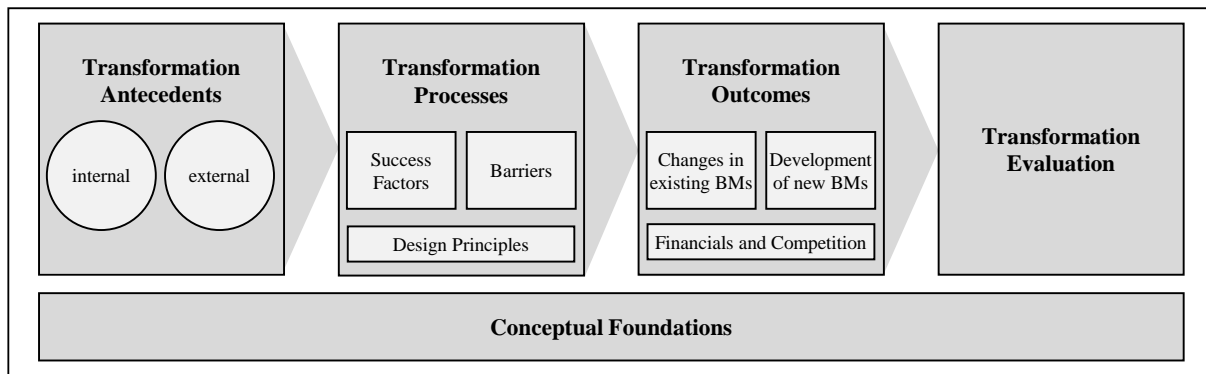 Transformation
Antecedents
internal
external
Transformation
Processes
Success
Factors
Barriers
Design Principles
Transformation
Outcomes
Changes in
existing BMs
Development
of new BMs
Financials and Competition
Transformation
Evaluation
Conceptual Foundations